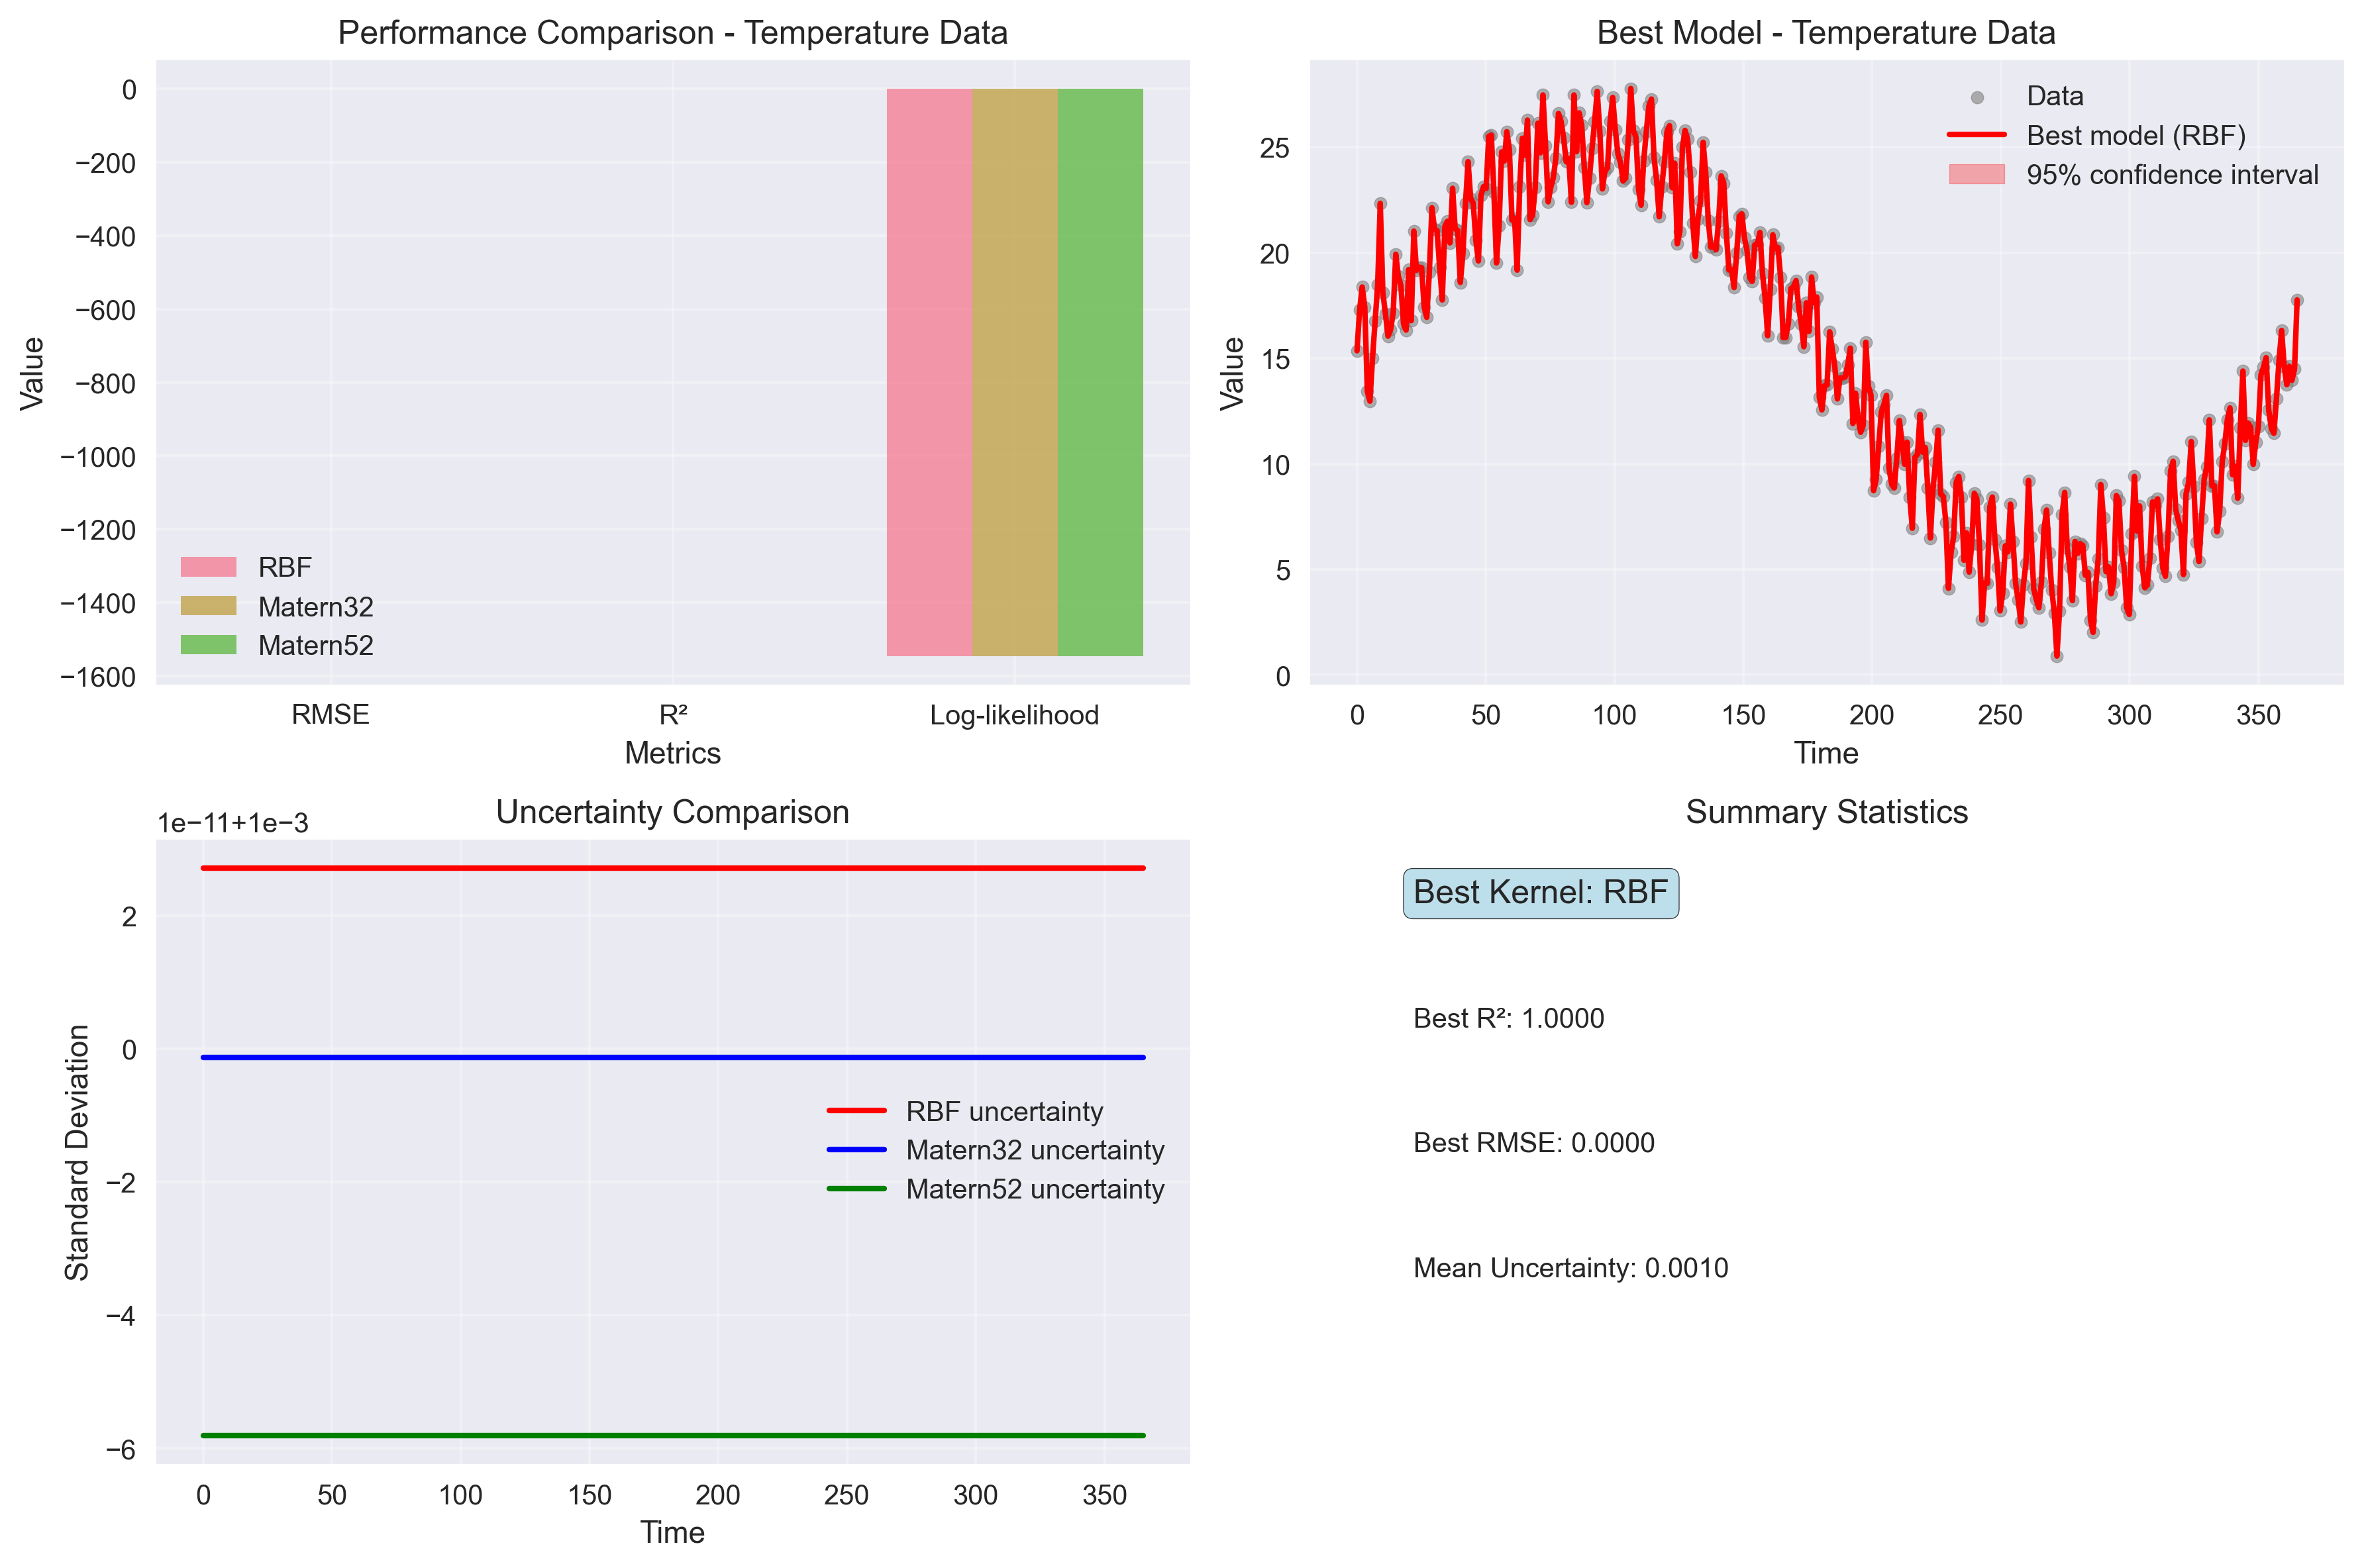 Performance Comparison - Temperature Data
0
−200
−400
−600
−800
−1000
−1200
−1400
−1600
Value
RBF
Matern32
Matern52
RMSE
R²
Log-likelihood
Metrics
Best Model - Temperature Data
Data
Best model (RBF)
95% confidence interval
25
20
15
10
5
0
Value
0
50
100
150
200
250
300
350
Time
Uncertainty Comparison
1e−11+1e−3
2
0
−2
−4
−6
Standard Deviation
RBF uncertainty
Matern32 uncertainty
Matern52 uncertainty
0
50
100
150
200
250
300
350
Time
Summary Statistics
Best Kernel: RBF
Best R²: 1.0000
Best RMSE: 0.0000
Mean Uncertainty: 0.0010